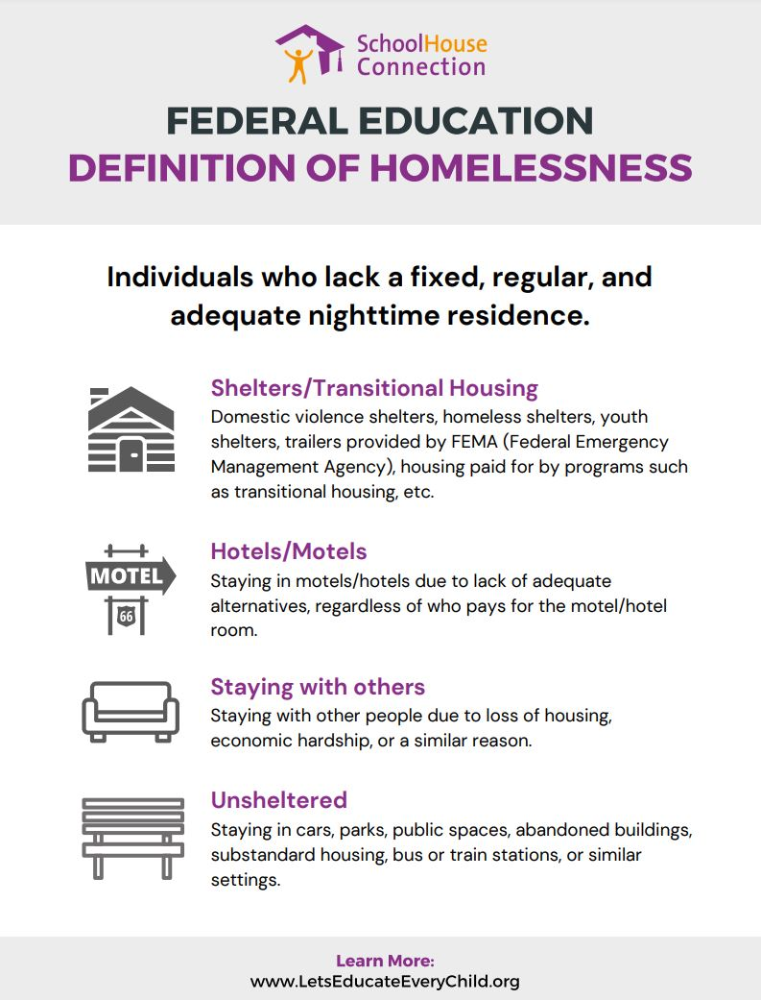 SchoolHouse
Connection
FEDERAL EDUCATION
DEFINITION OF HOMELESSNESS
Individuals who lack a fixed, regular, and
adequate nighttime residence.
Shelters/Transitional Housing
Domestic violence shelters, homeless shelters, youth
shelters, trailers provided by FEMA (Federal Emergency
Management Agency), housing paid for by programs such
as transitional housing, etc.
MOTEL
66
Hotels/Motels
Staying in motels/hotels due to lack of adequate
alternatives, regardless of who pays for the motel/hotel
room.
Staying with others
Staying with other people due to loss of housing,
economic hardship, or a similar reason.
Unsheltered
Staying in cars, parks, public spaces, abandoned buildings,
substandard housing, bus or train stations, or similar
settings.
Learn More:
www.LetsEducateEveryChild.org